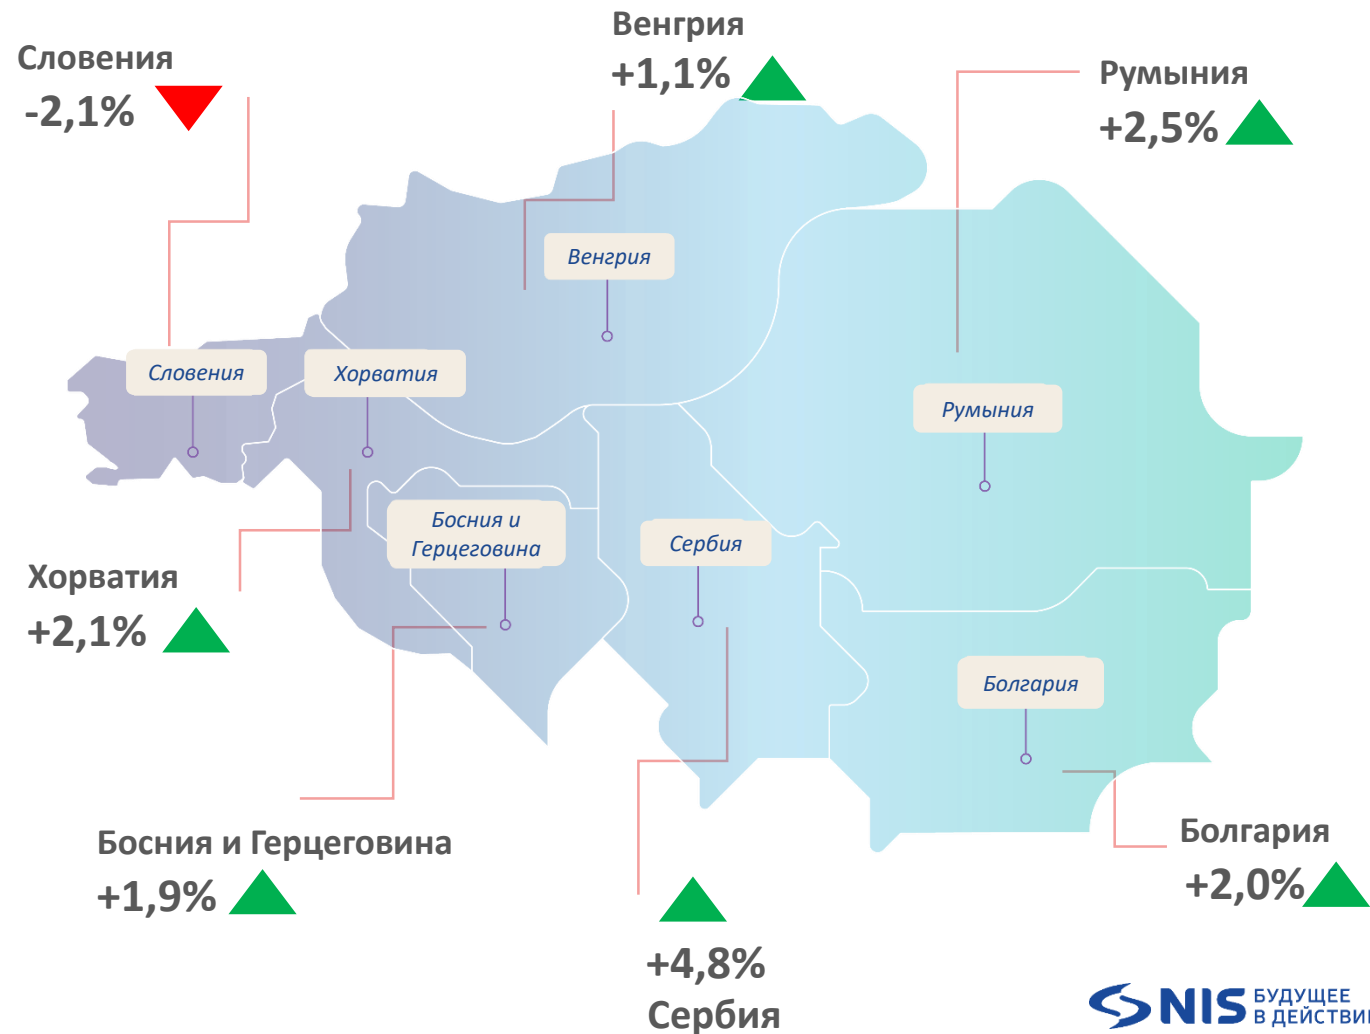 Венгрия
+1,1%
Словения
-2,1%
Румыния
+2,5%
Венгрия
Словения
Хорватия
Румыния
Босния и
Герцеговина
Сербия
Хорватия
+2,1%
Болгария
Босния и Герцеговина
+1,9%
Болгария
+2,0%
+4,8%
Сербия
NIS БУДУЩЕЕ
В ДЕЙСТВИИ